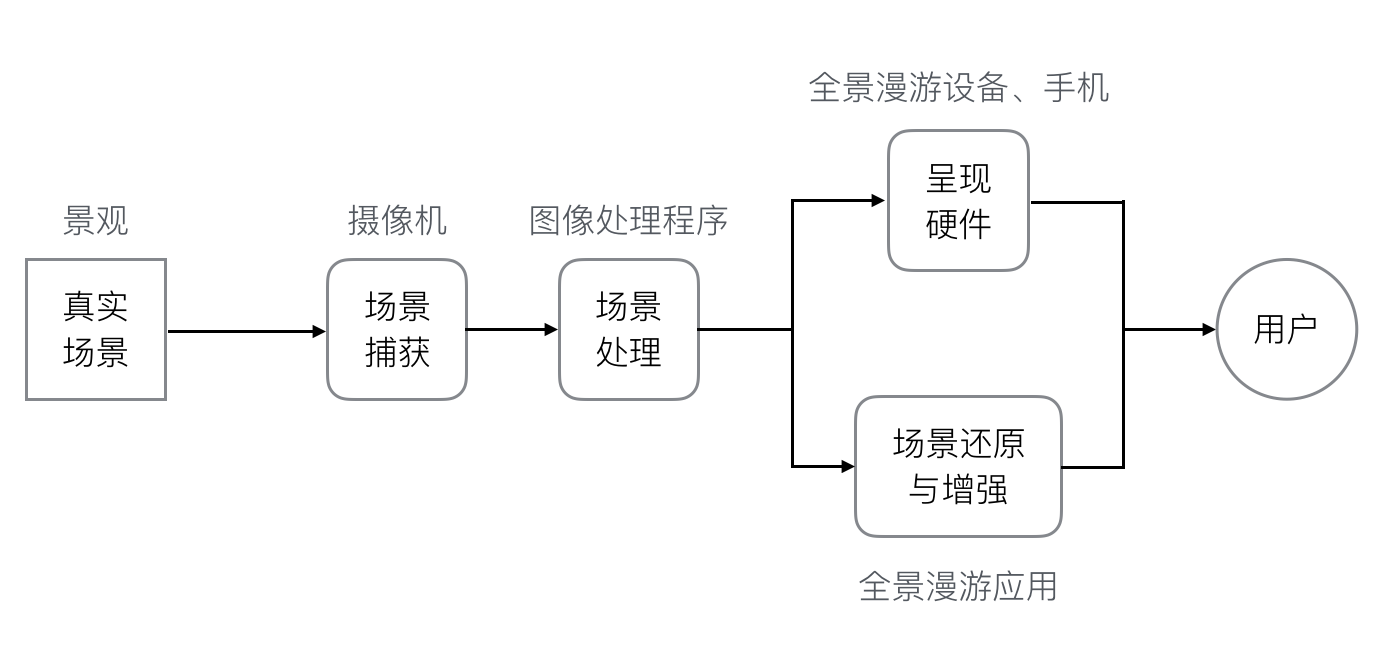 全景漫游设备、手机
呈现
硬件
景观
摄像机
图像处理程序
真实
场景
场景
捕获
场景
处理
用户
场景还原
与增强
全景漫游应用